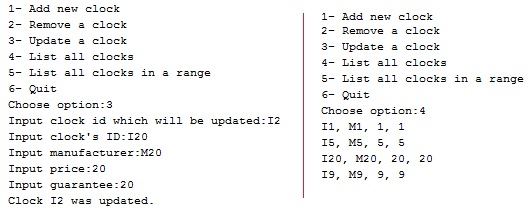 1- Add new clock
2- Remove a clock
3- Update a clock
4- List all clocks
5- List all clocks in a range
6- Quit
Choose option:3
Input clock id which will be updated:I2
Input clock's ID:I20
Input manufacturer:M20
Input price:20
Input guarantee:20
Clock I2 was updated.
1- Add new clock
2- Remove a clock
3- Update a clock
4- List all clocks
5- List all clocks in a range
6- Quit
Choose option:4
I1, M1, 1, 1
I5, M5, 5, 5
I20, M20, 20, 20
I9, M9, 9, 9